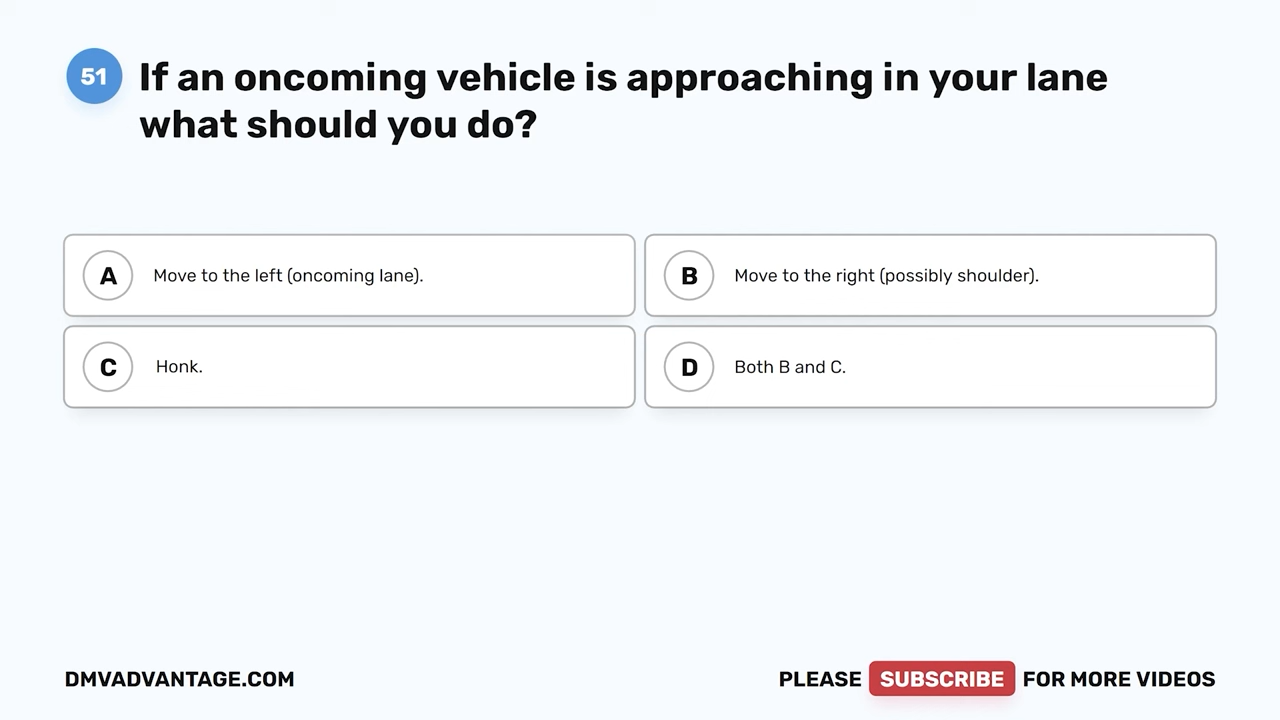 51
If an oncoming vehicle is approaching in your lane
what should you do?
A
Move to the left (oncoming lane).
B
Move to the right (possibly shoulder).
C
Honk.
D
Both B and C.
DMVADVANTAGE.COM
PLEASE SUBSCRIBE FOR MORE VIDEOS